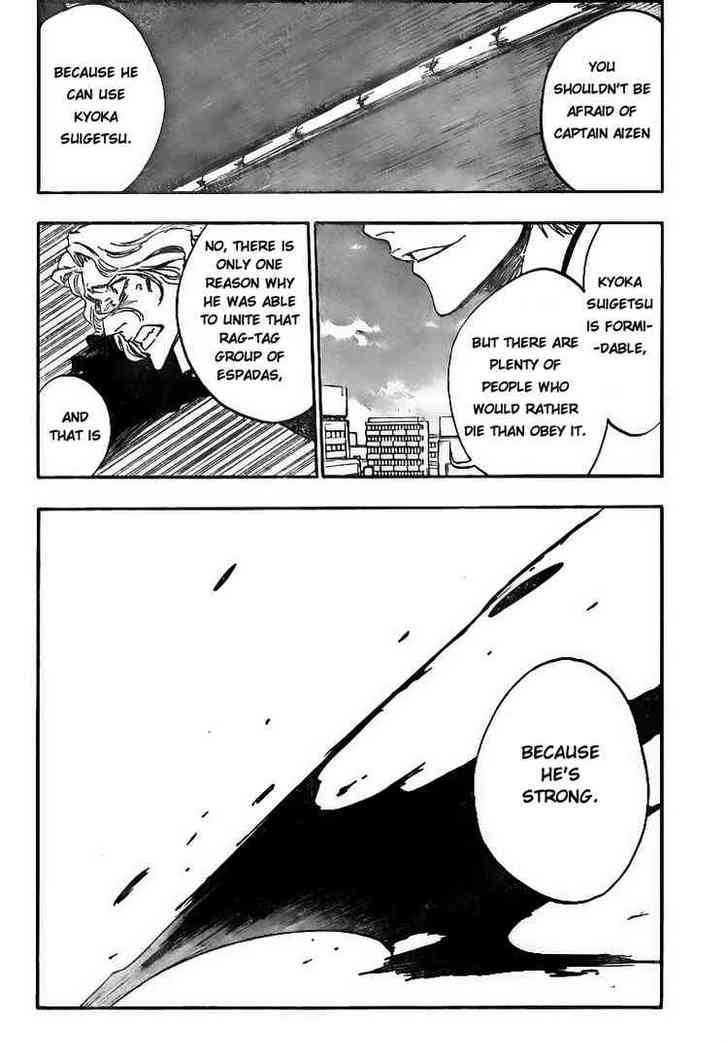 YOU
SHOULDN'T BE
AFRAID OF
CAPTAIN AIZEN
BECAUSE HE
CAN USE
KYOKA
SUIGETSU.
KYOKA
SUIGETSU
IS FORMI-
-DABLE,
BUT THERE ARE
PLENTY OF
PEOPLE WHO
WOULD RATHER
DIE THAN OBEY IT.
NO, THERE IS
ONLY ONE
REASON WHY
HE WAS ABLE
TO UNITE THAT
RAG-TAG
GROUP OF
ESPADAS,
AND
THAT IS
BECAUSE
HE'S
STRONG.